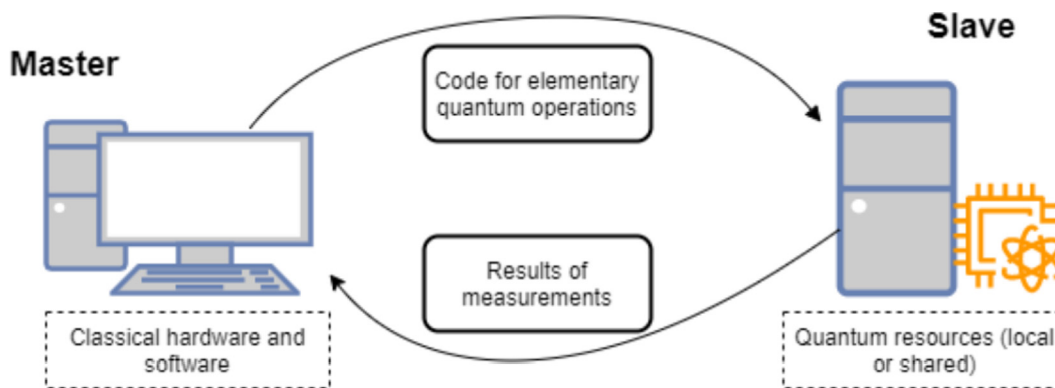 Master
Slave
Code for elementary
quantum operations
Results of
measurements
Classical hardware and
software
Quantum resources (local
or shared)